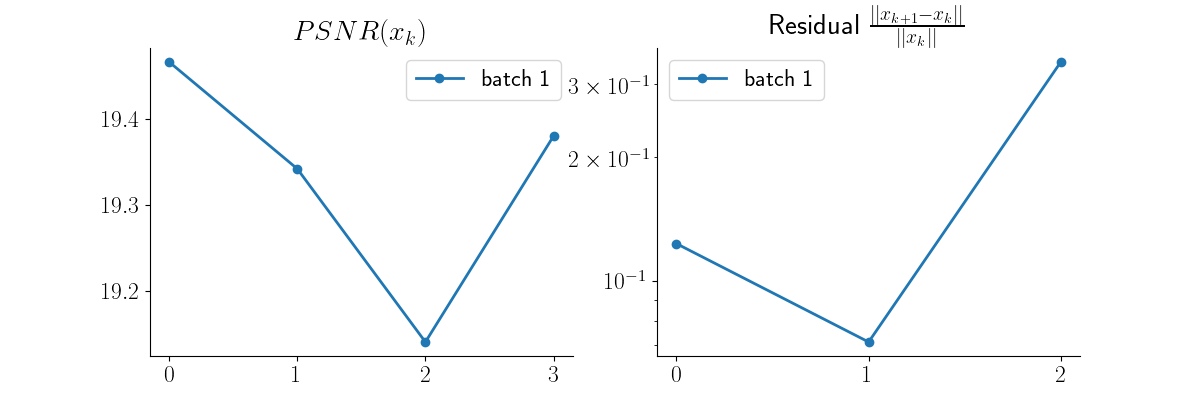 PSNR(x_k)
batch 1
19.4
19.3
19.2
0 1 2 3
Residual \frac{||x_{k+1}-x_k||}{||x_k||}
batch 1
3 × 10^{-1}
2 × 10^{-1}
10^{-1}
0 1 2